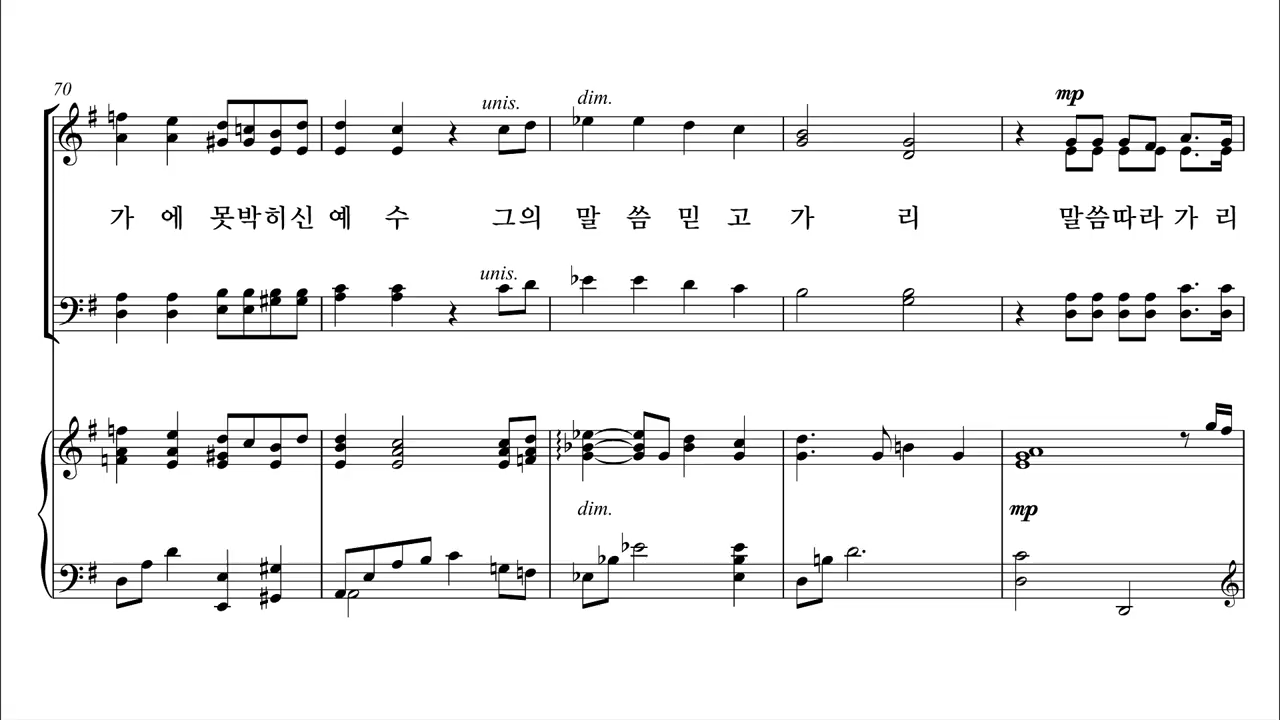 70
unis.
dim.
mp
가 에 못박히신 예 수 그의 말 씀 믿 고 가 리 말씀따라 가 리
unis.
dim.
mp